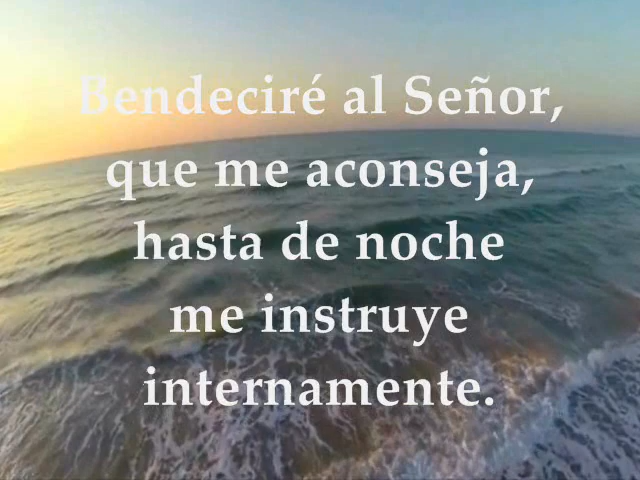 Bendeciré al Señor,
que me aconseja,
hasta de noche
me instruye
internamente.